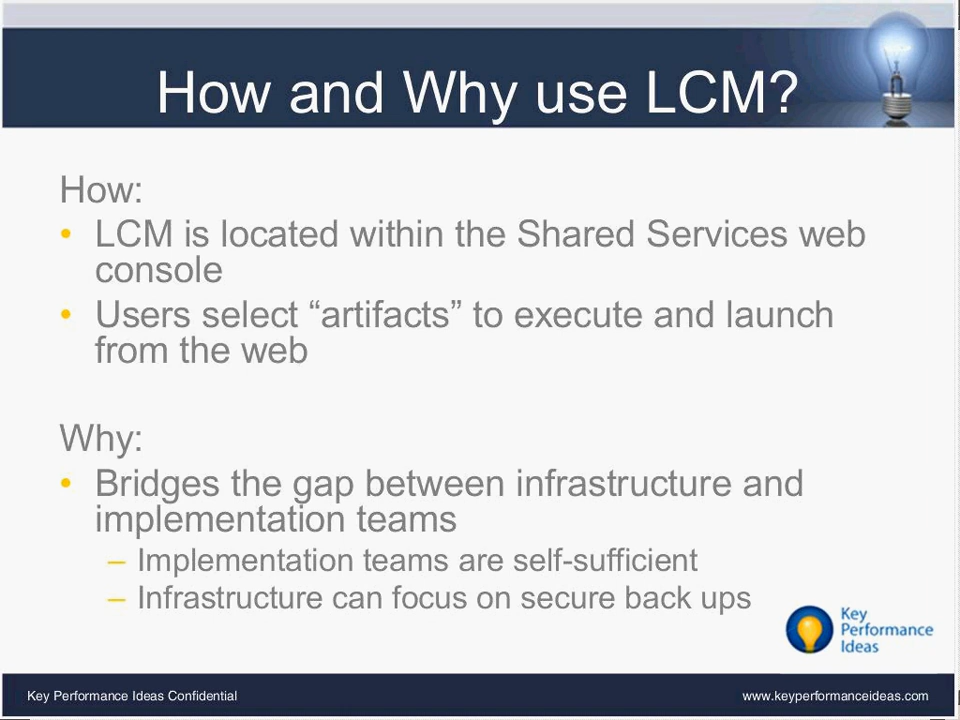 How and Why use LCM?
How:
• LCM is located within the Shared Services web
console
• Users select “artifacts” to execute and launch
from the web
Why:
• Bridges the gap between infrastructure and
implementation teams
– Implementation teams are self-sufficient
– Infrastructure can focus on secure back ups
Key
Performance
Ideas
Key Performance Ideas Confidential
www.keyperformanceideas.com